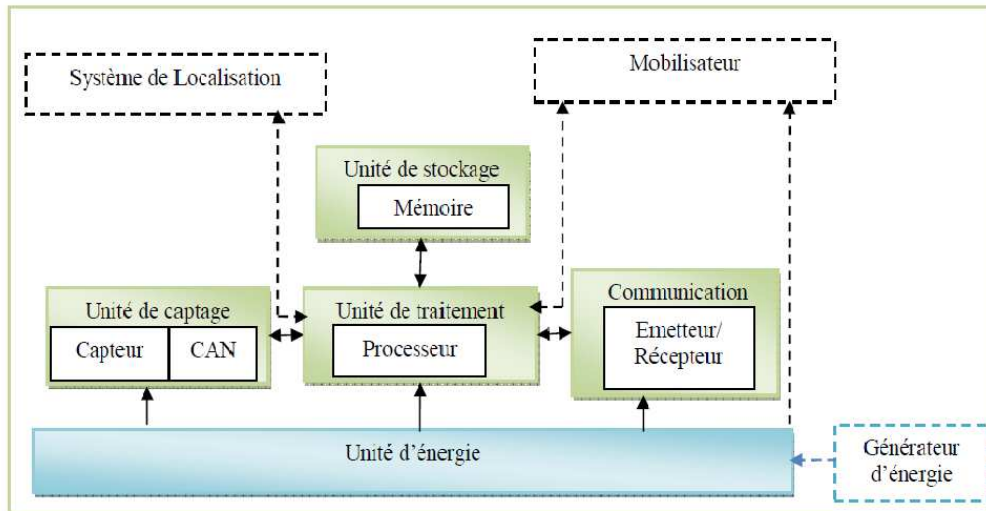 Système de Localisation
Mobilisateur
Unité de stockage
Mémoire
Unité de captage
Capteur
CAN
Unité de traitement
Processeur
Communication
Emetteur/
Récepteur
Unité d’énergie
Générateur
d’énergie